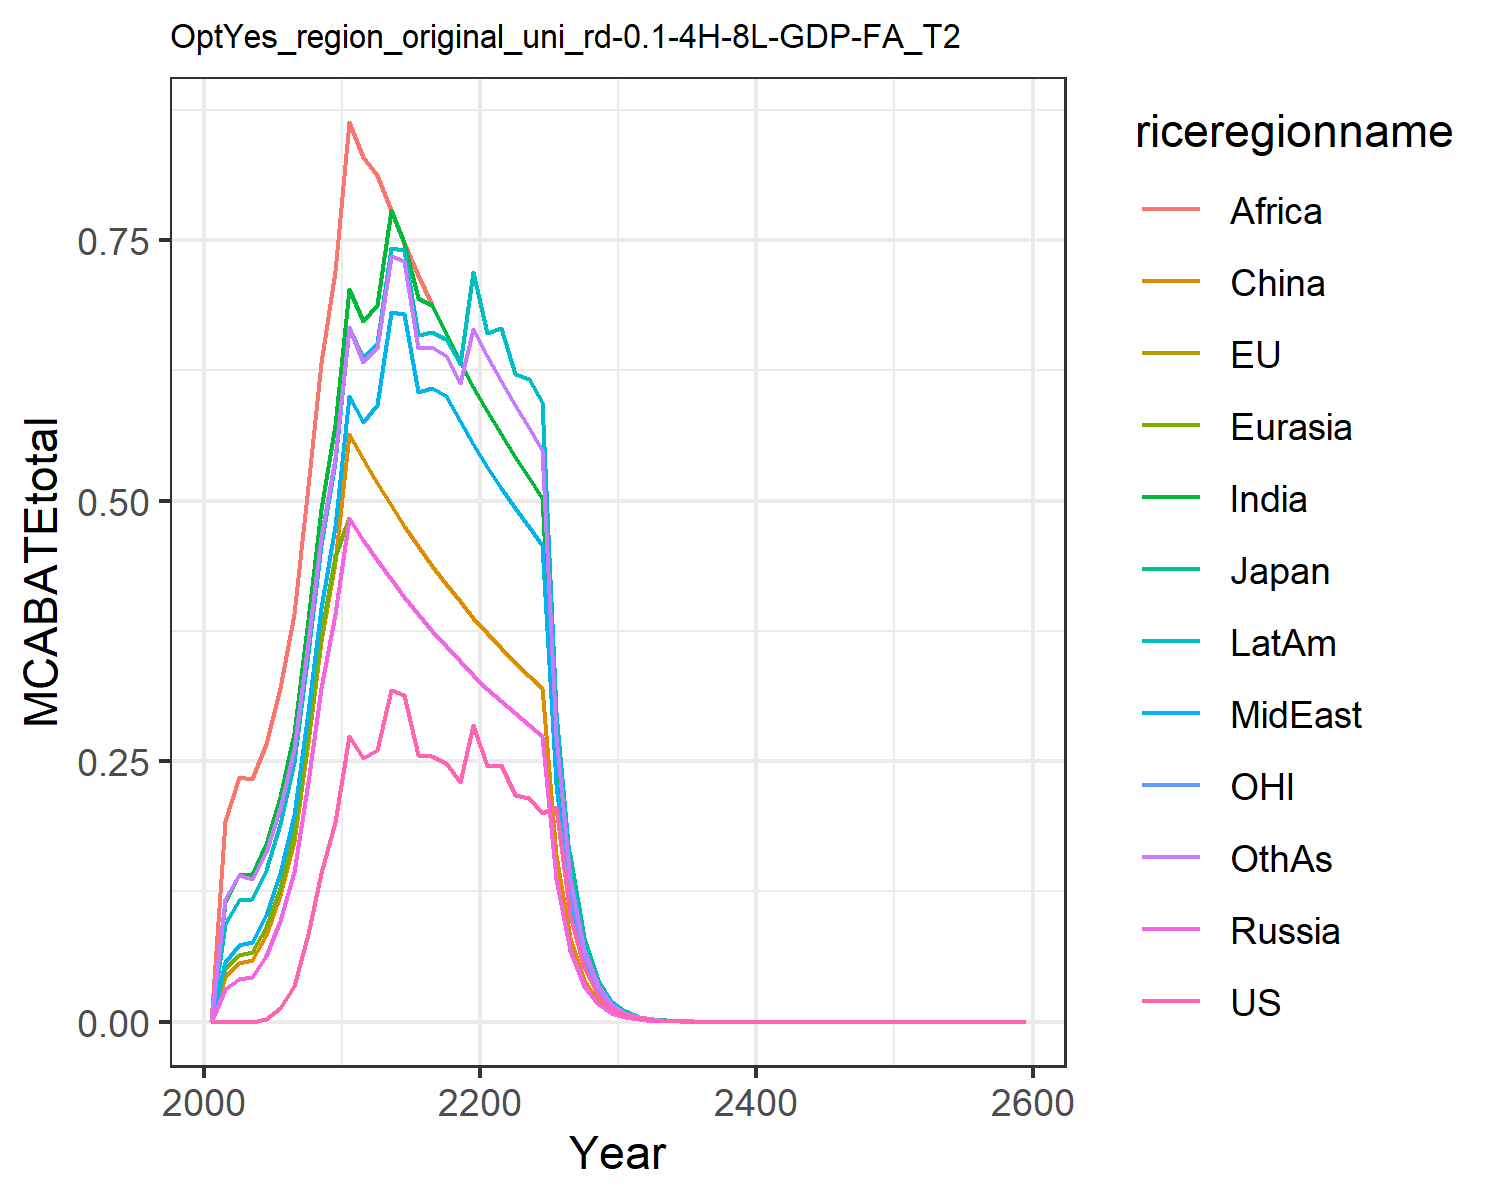 OptYes_region_original_uni_rd-0.1-4H-8L-GDP-FA_T2
MCABATEtotal
0.75
0.50
0.25
0.00
2000
2200
2400
2600
Year
riceregionname
Africa
China
EU
Eurasia
India
Japan
LatAm
MidEast
OHI
OthAs
Russia
US